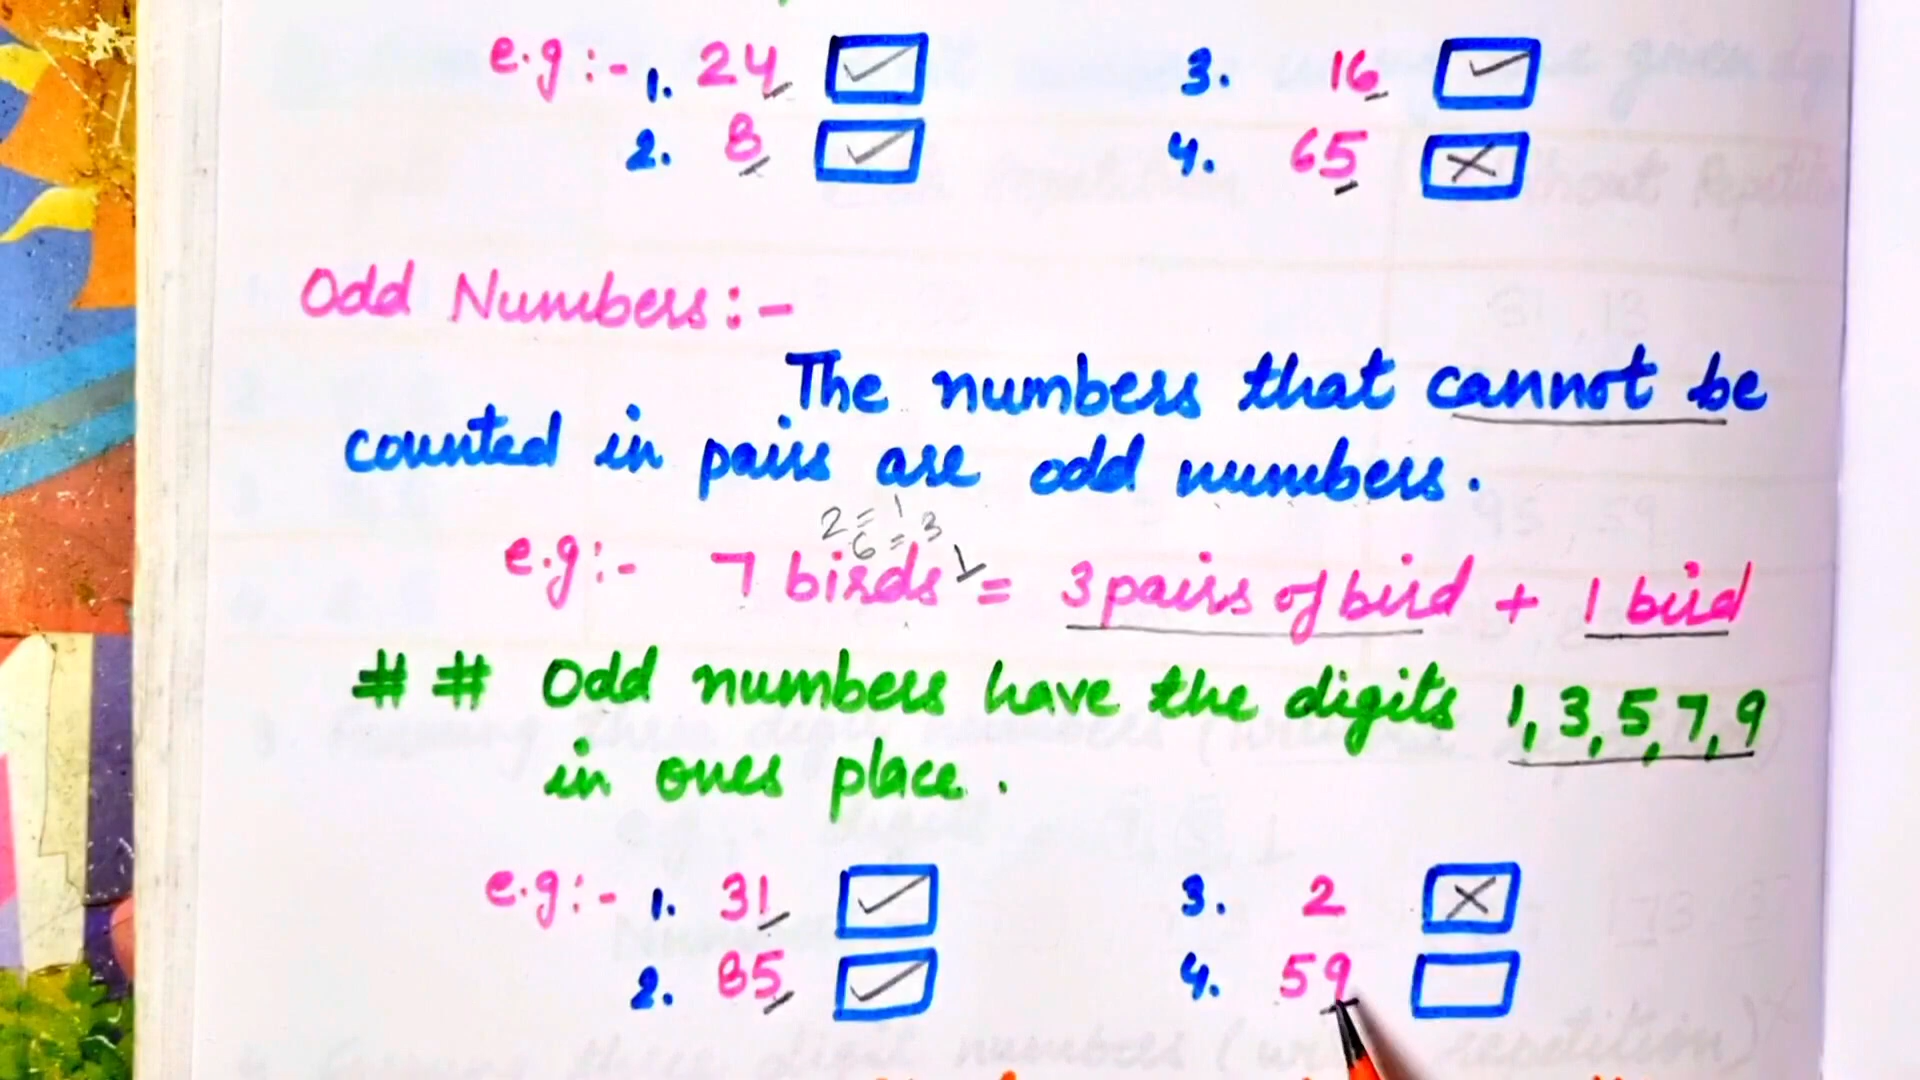 e.g :- 1. 24 ✓ 3. 16 ✓
2. 8 ✓ 4. 65 ✗
Odd Numbers :-
The numbers that cannot be
counted in pairs are odd numbers.
2 = 1
6 = 3
e.g :- 7 birds 1 = 3 pairs of bird + 1 bird
# # Odd numbers have the digits 1, 3, 5, 7, 9
in ones place.
e.g :- 1. 31 ✓ 3. 2 ✗
2. 85 ✓ 4. 59